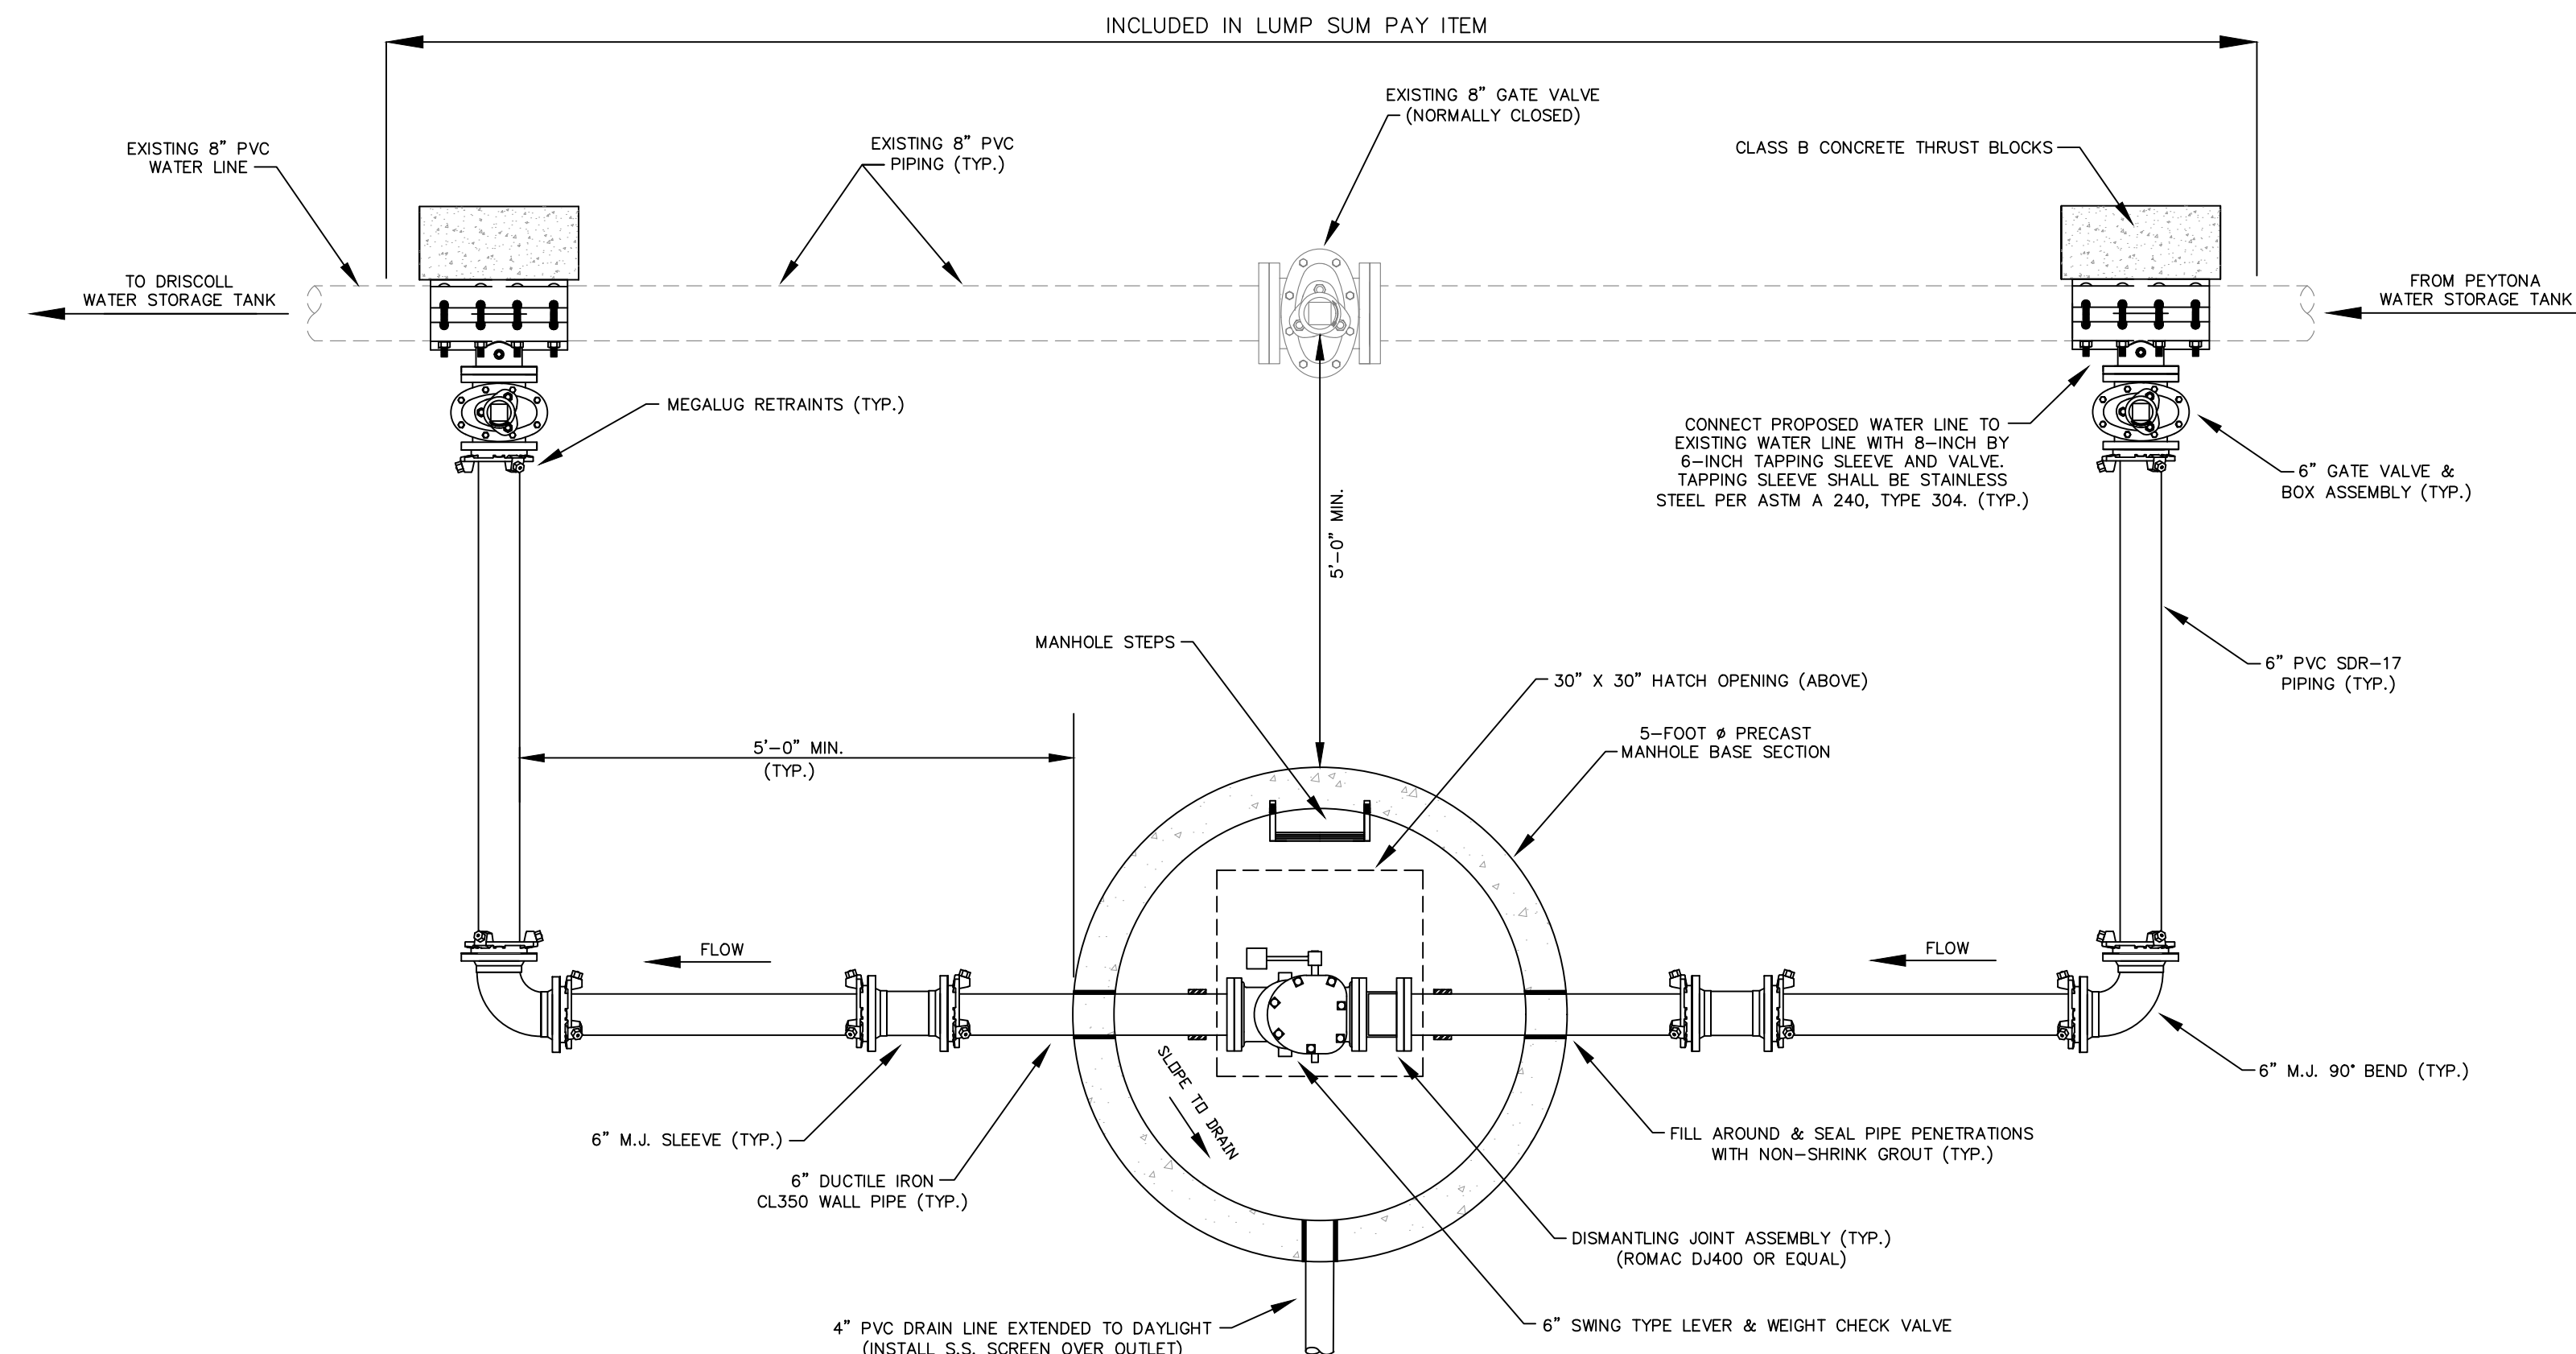 INCLUDED IN LUMP SUM PAY ITEM
EXISTING 8" GATE VALVE
(NORMALLY CLOSED)
EXISTING 8" PVC
WATER LINE
EXISTING 8" PVC
PIPING (TYP.)
CLASS B CONCRETE THRUST BLOCKS
TO DRISCOLL
WATER STORAGE TANK
FROM PEYTONA
WATER STORAGE TANK
MEGALUG RETRAINTS (TYP.)
CONNECT PROPOSED WATER LINE TO
EXISTING WATER LINE WITH 8-INCH BY
6-INCH TAPPING SLEEVE AND VALVE.
TAPPING SLEEVE SHALL BE STAINLESS
STEEL PER ASTM A 240, TYPE 304. (TYP.)
6" GATE VALVE &
BOX ASSEMBLY (TYP.)
5'-0" MIN.
MANHOLE STEPS
30" X 30" HATCH OPENING (ABOVE)
6" PVC SDR-17
PIPING (TYP.)
5-FOOT ø PRECAST
MANHOLE BASE SECTION
5'-0" MIN.
(TYP.)
FLOW
FLOW
SLOPE TO DRAIN
6" M.J. 90° BEND (TYP.)
6" M.J. SLEEVE (TYP.)
FILL AROUND & SEAL PIPE PENETRATIONS
WITH NON-SHRINK GROUT (TYP.)
6" DUCTILE IRON
CL350 WALL PIPE (TYP.)
DISMANTLING JOINT ASSEMBLY (TYP.)
(ROMAC DJ400 OR EQUAL)
4" PVC DRAIN LINE EXTENDED TO DAYLIGHT
(INSTALL S.S. SCREEN OVER OUTLET)
6" SWING TYPE LEVER & WEIGHT CHECK VALVE